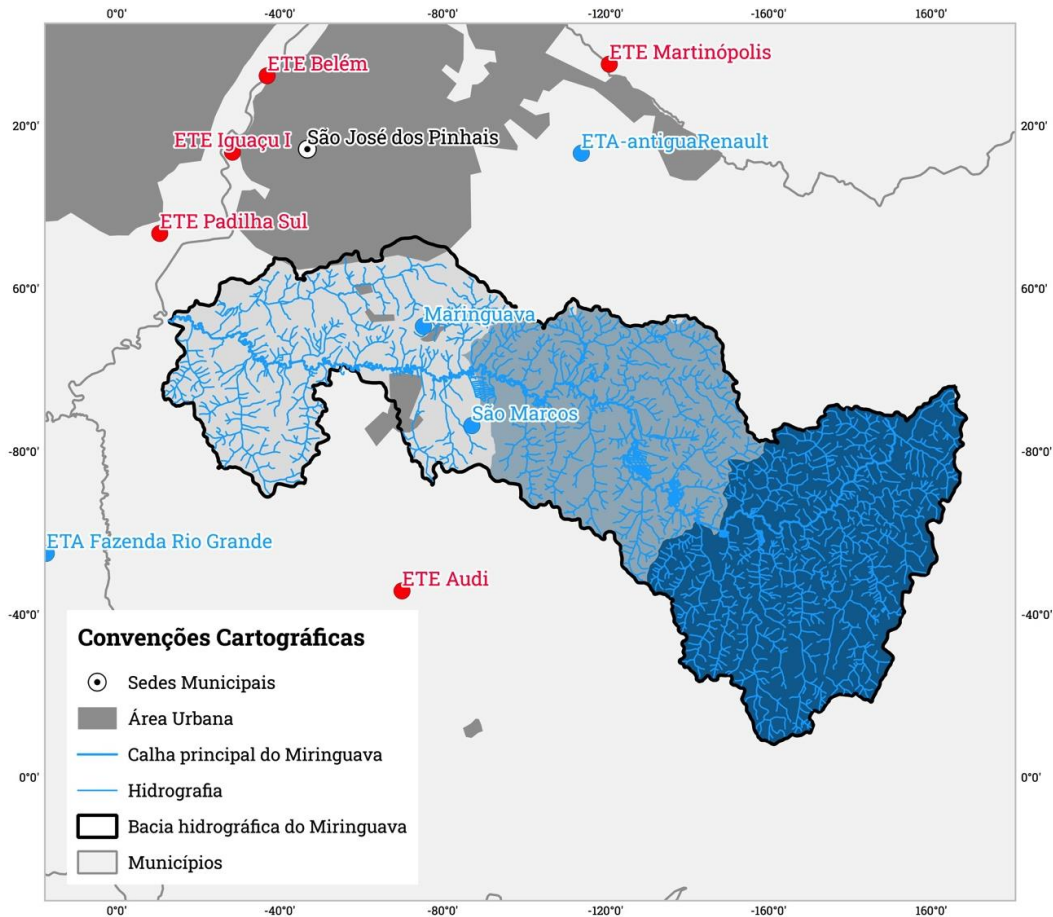 0°0' -40°0' -80°0' -120°0' -160°0' 160°0'
ETE Martinópolis
ETE Belém
20°0' 20°0'
ETE Iguaçu I São José dos Pinhais
ETA-antiguaRenault
ETE Padilha Sul
60°0' 60°0'
Maringuava
São Marcos
-80°0' -80°0'
ETA Fazenda Rio Grande
ETE Audi
-40°0' -40°0'
Convenções Cartográficas
Sedes Municipais
Área Urbana
Calha principal do Miringuava
0°0' 0°0'
Hidrografia
Bacia hidrográfica do Miringuava
Municípios
0°0' -40°0' -80°0' -120°0' -160°0' 160°0'